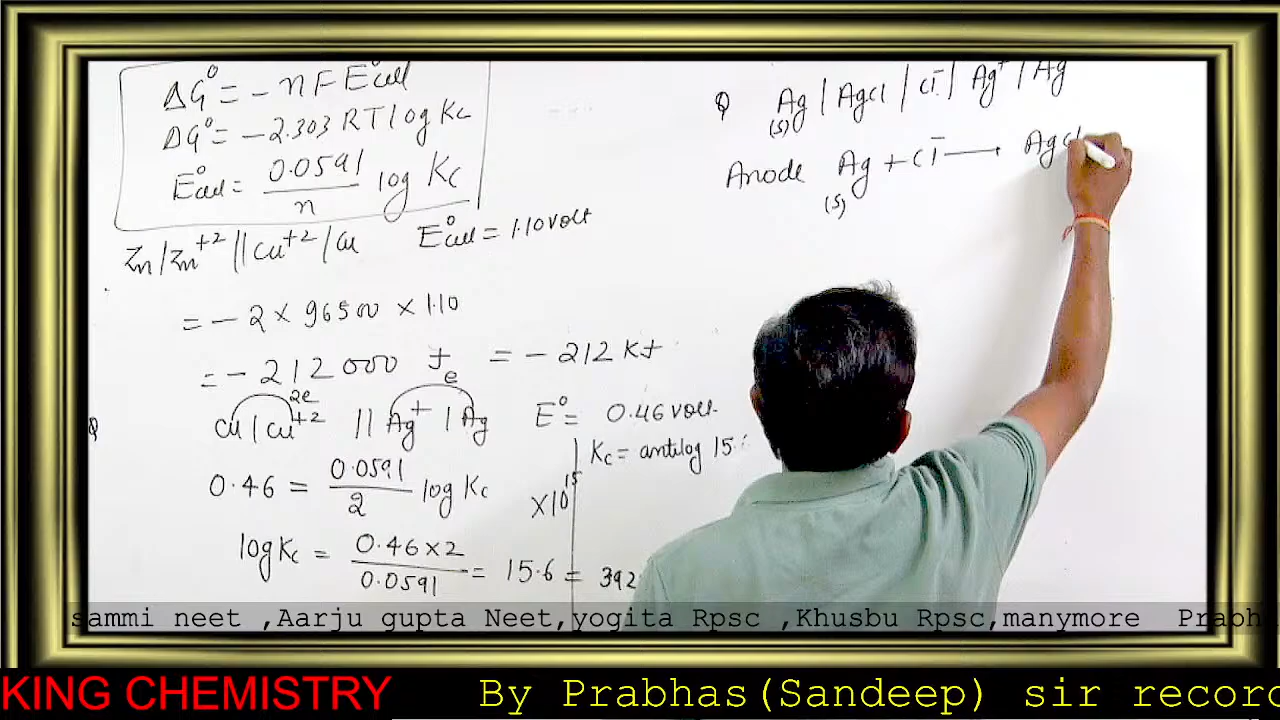 ΔG° = -nFE°cell
ΔG° = -2.303 RT log Kc
E°cell = 0.0591/n log Kc
Zn/Zn+2 || Cu+2/Cu E°cell = 1.10 volt
= -2 × 96500 × 1.10
= -212000 J = -212 KJ
2e e
Q Cu | Cu+2 || Ag+ | Ag E° = 0.46 volt
0.46 = 0.0591/2 log Kc
log Kc = 0.46×2/0.0591 = 15.6
Kc = antilog 15.
= 392 ×10^15
Q Ag(s) | AgCl | Cl- | Ag+ | Ag
Anode Ag(s) + Cl- → AgCl
sammi neet ,Aarju gupta Neet,yogita Rpsc ,Khusbu Rpsc,manymore Prabh
KING CHEMISTRY By Prabhas(Sandeep) sir recor